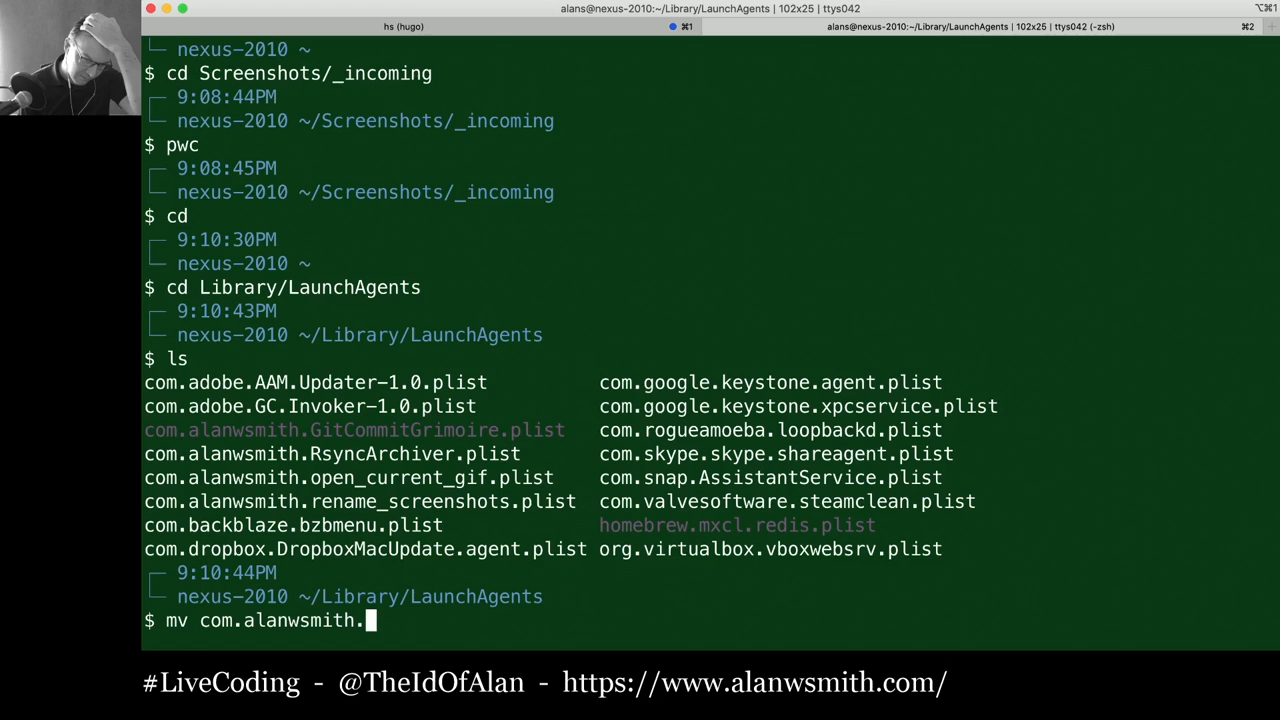 alans@nexus-2010:~/Library/LaunchAgents | 102x25 | ttys042
⌥⌘1
hs (hugo)
⌘1
alans@nexus-2010:~/Library/LaunchAgents | 102x25 | ttys042 (-zsh)
⌘2
+
nexus-2010 ~
$ cd Screenshots/_incoming
9:08:44PM
nexus-2010 ~/Screenshots/_incoming
$ pwc
9:08:45PM
nexus-2010 ~/Screenshots/_incoming
$ cd
9:10:30PM
nexus-2010 ~
$ cd Library/LaunchAgents
9:10:43PM
nexus-2010 ~/Library/LaunchAgents
$ ls
com.adobe.AAM.Updater-1.0.plist com.google.keystone.agent.plist
com.adobe.GC.Invoker-1.0.plist com.google.keystone.xpcservice.plist
com.alanwsmith.GitCommitGrimoire.plist com.rogueamoeba.loopbackd.plist
com.alanwsmith.RsyncArchiver.plist com.skype.skype.shareagent.plist
com.alanwsmith.open_current_gif.plist com.snap.AssistantService.plist
com.alanwsmith.rename_screenshots.plist com.valvesoftware.steamclean.plist
com.backblaze.bzbmenu.plist homebrew.mxcl.redis.plist
com.dropbox.DropboxMacUpdate.agent.plist org.virtualbox.vboxwebsrv.plist
9:10:44PM
nexus-2010 ~/Library/LaunchAgents
$ mv com.alanwsmith.
#LiveCoding - @TheIdOfAlan - https://www.alanwsmith.com/